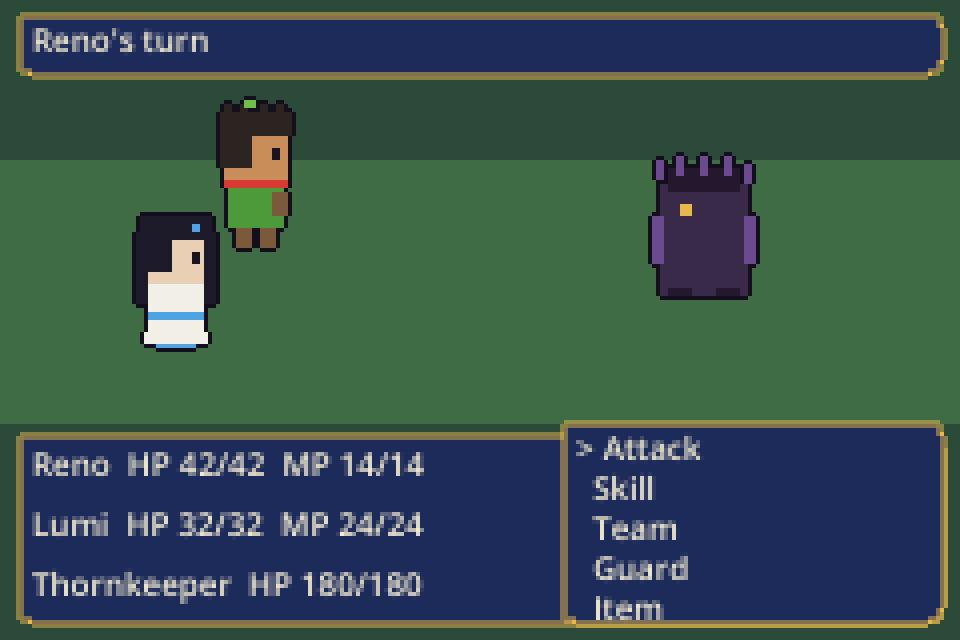 Reno's turn
Reno HP 42/42 MP 14/14
Lumi HP 32/32 MP 24/24
Thornkeeper HP 180/180
> Attack
Skill
Team
Guard
Item